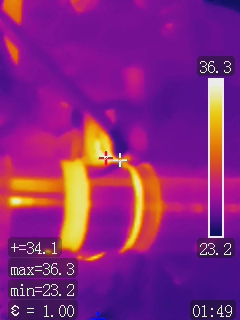 36.3
23.2
+=34.1
max=36.3
min=23.2
€ = 1.00
01:49